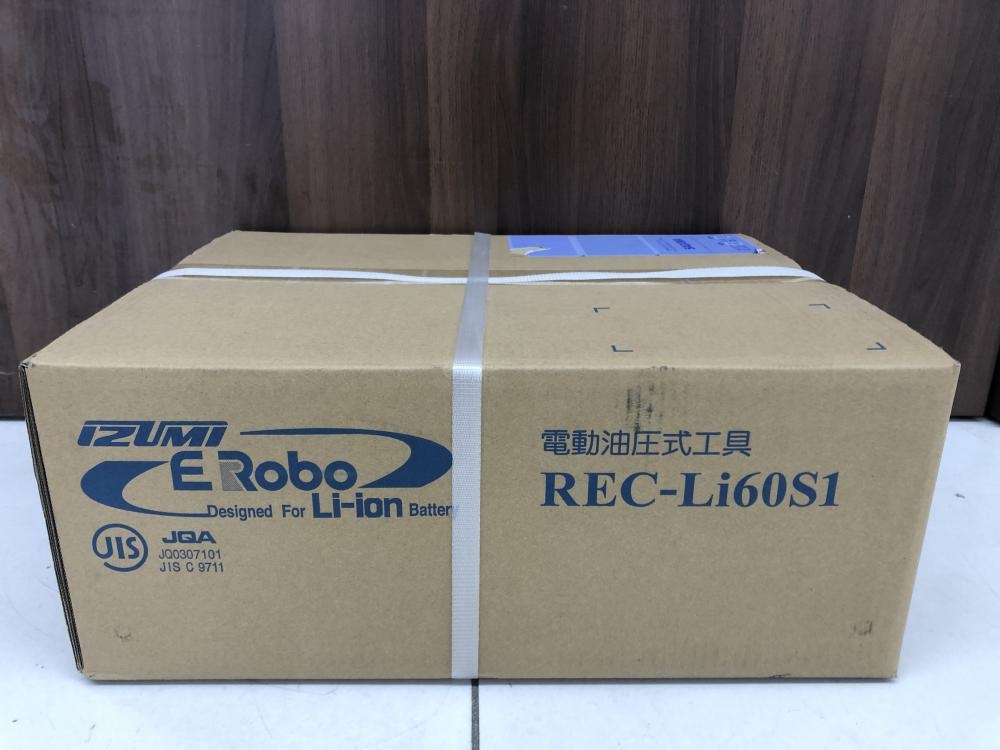 IZUMI
E Robo
Designed For Li-ion Battery
JIS
JQA
JQ0307101
JIS C 9711
電動油圧式工具
REC-Li60S1